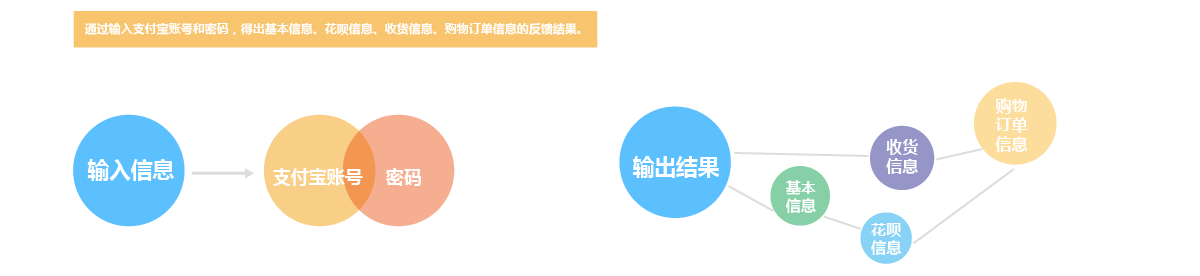 通过输入支付宝账号和密码，得出基本信息、花呗信息、收货信息、购物订单信息的反馈结果。
输入信息
支付宝账号
密码
输出结果
基本
信息
收货
信息
花呗
信息
购物
订单
信息